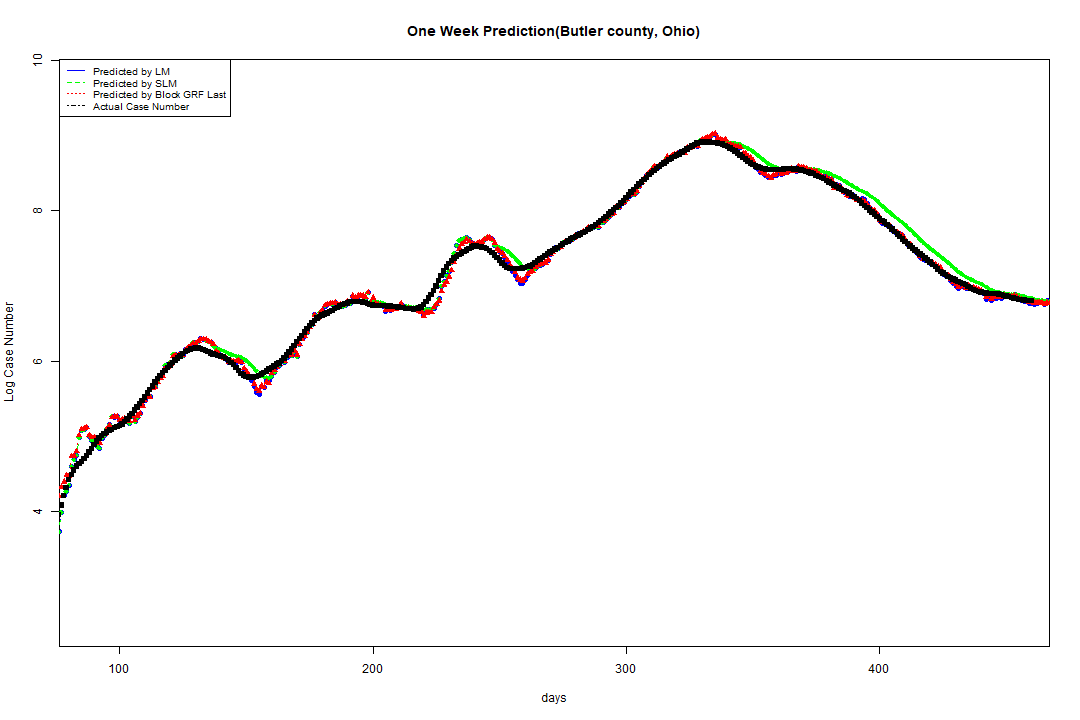 One Week Prediction(Butler county, Ohio)
Predicted by LM
Predicted by SLM
Predicted by Block GRF Last
Actual Case Number
10
8
6
4
Log Case Number
100 200 300 400
days